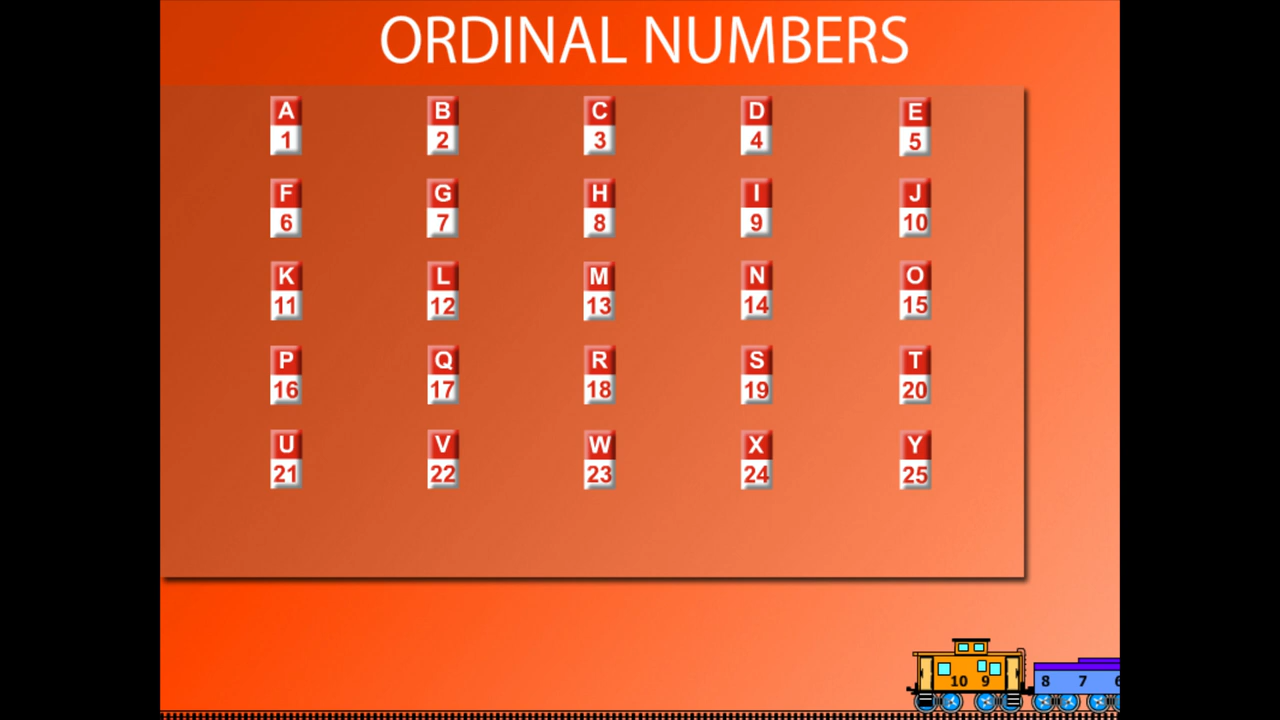 ORDINAL NUMBERS
A B C D E
1 2 3 4 5
F G H I J
6 7 8 9 10
K L M N O
11 12 13 14 15
P Q R S T
16 17 18 19 20
U V W X Y
21 22 23 24 25
10 9 8 7 6